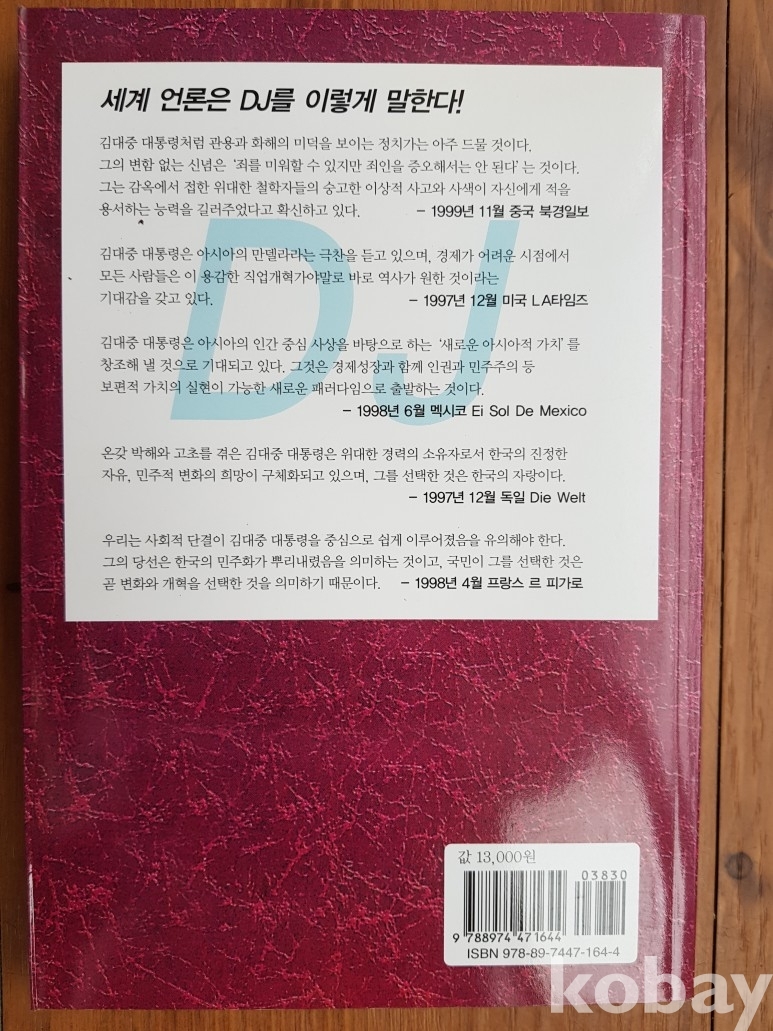 세계 언론은 DJ를 이렇게 말한다!
김대중 대통령처럼 관용과 화해의 미덕을 보이는 정치가는 아주 드물 것이다.
그의 변함 없는 신념은 '죄를 미워할 수 있지만 죄인을 증오해서는 안 된다'는 것이다.
그는 감옥에서 접한 위대한 철학자들의 숭고한 이상적 사고와 사색이 자신에게 적을
용서하는 능력을 길러주었다고 확신하고 있다. - 1999년 11월 중국 북경일보
김대중 대통령은 아시아의 만델라라는 극찬을 듣고 있으며, 경제가 어려운 시점에서
모든 사람들은 이 용감한 직업개혁가야말로 바로 역사가 원한 것이라는
기대감을 갖고 있다. - 1997년 12월 미국 LA타임즈
김대중 대통령은 아시아의 인간 중심 사상을 바탕으로 하는 '새로운 아시아적 가치'를
창조해 낼 것으로 기대되고 있다. 그것은 경제성장과 함께 인권과 민주주의 등
보편적 가치의 실현이 가능한 새로운 패러다임으로 출발하는 것이다.
- 1998년 6월 멕시코 Ei Sol De Mexico
온갖 박해와 고초를 겪은 김대중 대통령은 위대한 경력의 소유자로서 한국의 진정한
자유, 민주적 변화의 희망이 구체화되고 있으며, 그를 선택한 것은 한국의 자랑이다.
- 1997년 12월 독일 Die Welt
우리는 사회적 단결이 김대중 대통령을 중심으로 쉽게 이루어졌음을 유의해야 한다.
그의 당선은 한국의 민주화가 뿌리내렸음을 의미하는 것이고, 국민이 그를 선택한 것은
곧 변화와 개혁을 선택한 것을 의미하기 때문이다. - 1998년 4월 프랑스 르 피가로
DJ
값 13,000원
03830
9 788974 471644
ISBN 978-89-7447-164-4
kobay